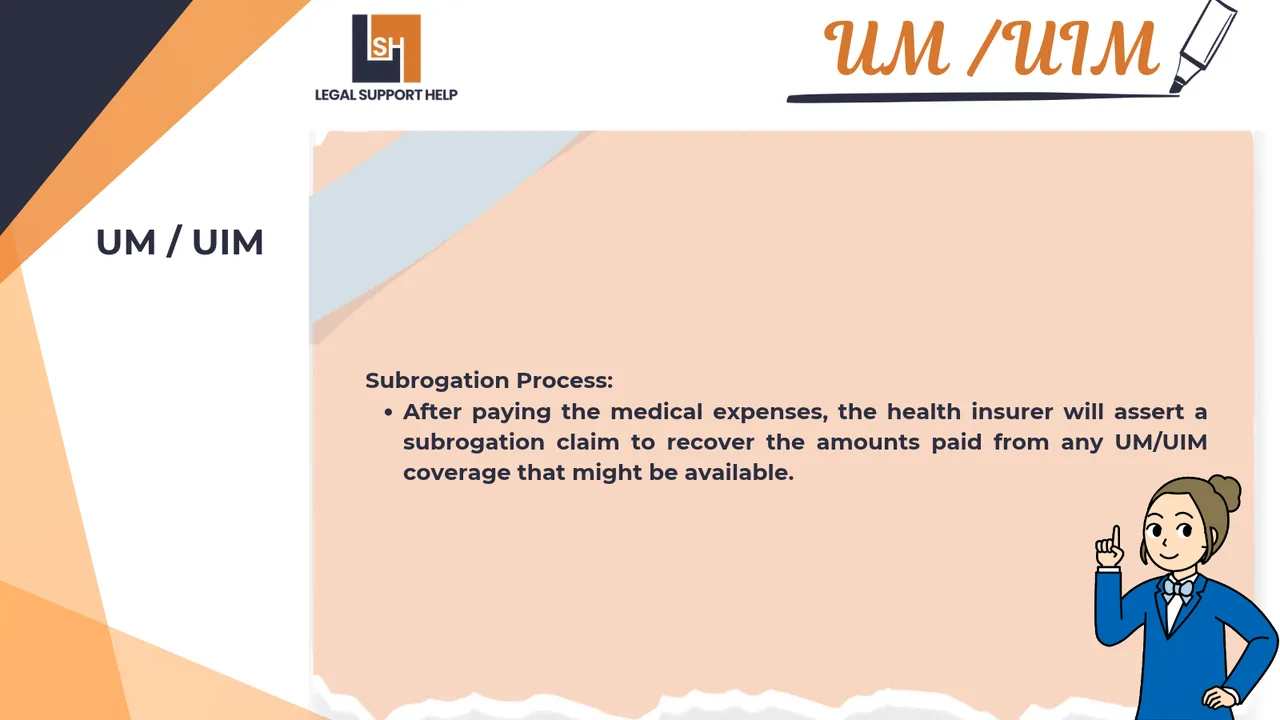 SH
LEGAL SUPPORT HELP
UM /UIM
UM / UIM
Subrogation Process:
• After paying the medical expenses, the health insurer will assert a
subrogation claim to recover the amounts paid from any UM/UIM
coverage that might be available.